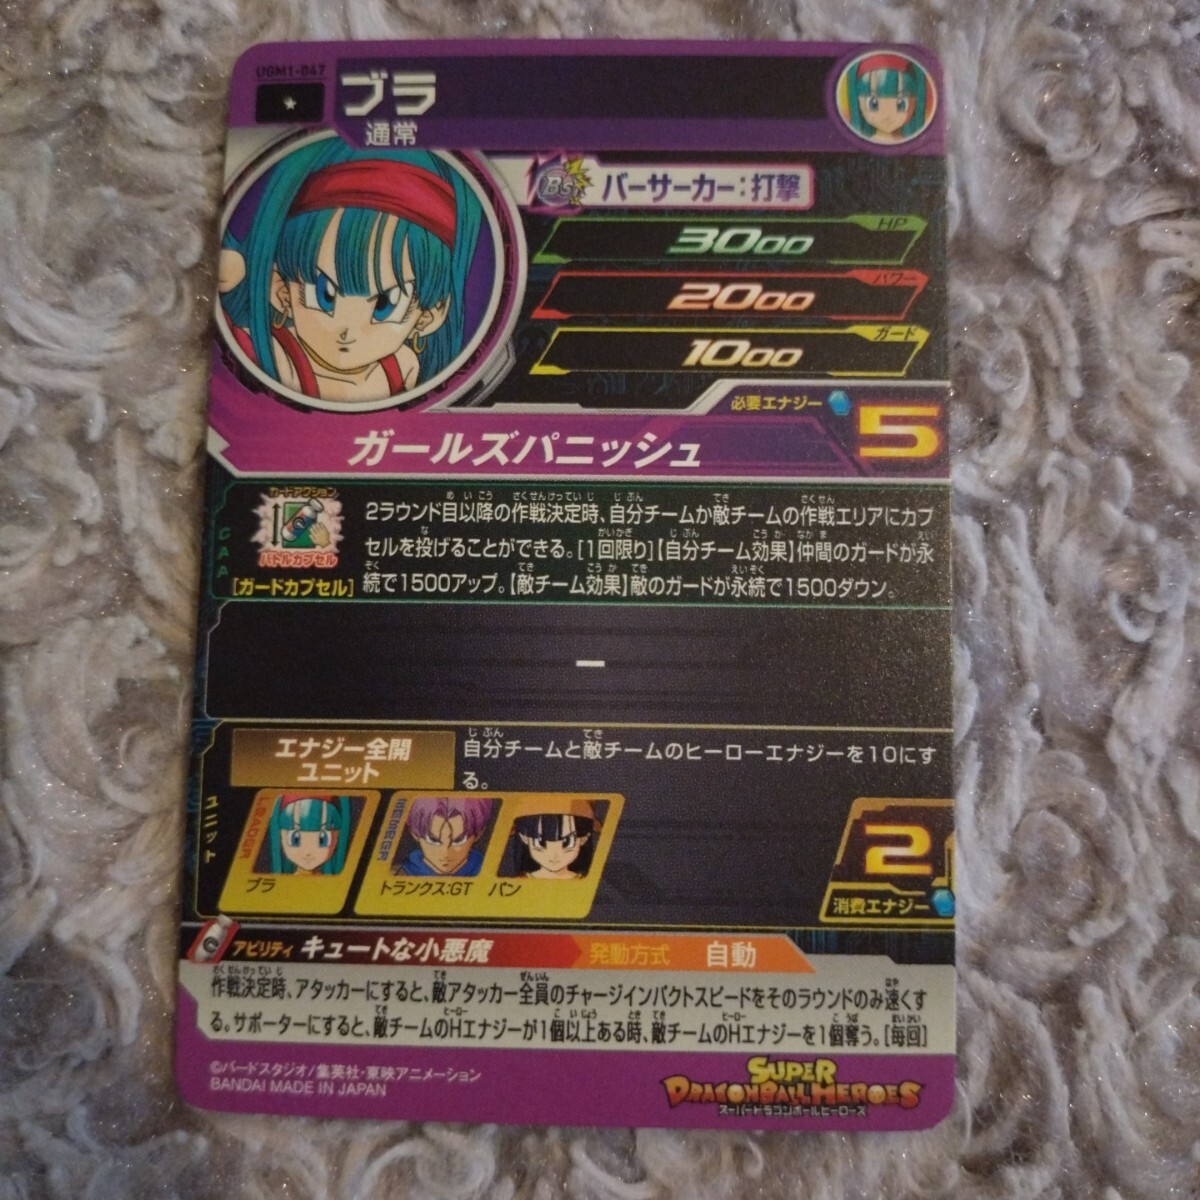 UGM1-047
ブラ
通常
BS
バーサーカー:打撃
HP
3000
パワー
2000
ガード
1000
必要エナジー
5
ガールズパニッシュ
CAA
カードアクション
バトルカプセル
[ガードカプセル]
2ラウンド目以降の作戦決定時、自分チームか敵チームの作戦エリアにカプ
セルを投げることができる。[1回限り]【自分チーム効果】仲間のガードが永
続で1500アップ。【敵チーム効果】敵のガードが永続で1500ダウン。
ー
ユニット
エナジー全開
ユニット
自分チームと敵チームのヒーローエナジーを10にす
る。
LEADER
ブラ
MEMBER
トランクス:GT
パン
2
消費エナジー
アビリティ キュートな小悪魔 発動方式 自動
作戦決定時、アタッカーにすると、敵アタッカー全員のチャージインパクトスピードをそのラウンドのみ速くす
る。サポーターにすると、敵チームのHエナジーが1個以上ある時、敵チームのHエナジーを1個奪う。[毎回]
©バードスタジオ/集英社・東映アニメーション
BANDAI MADE IN JAPAN
SUPER
DRAGONBALL HEROES
スーパードラゴンボールヒーローズ